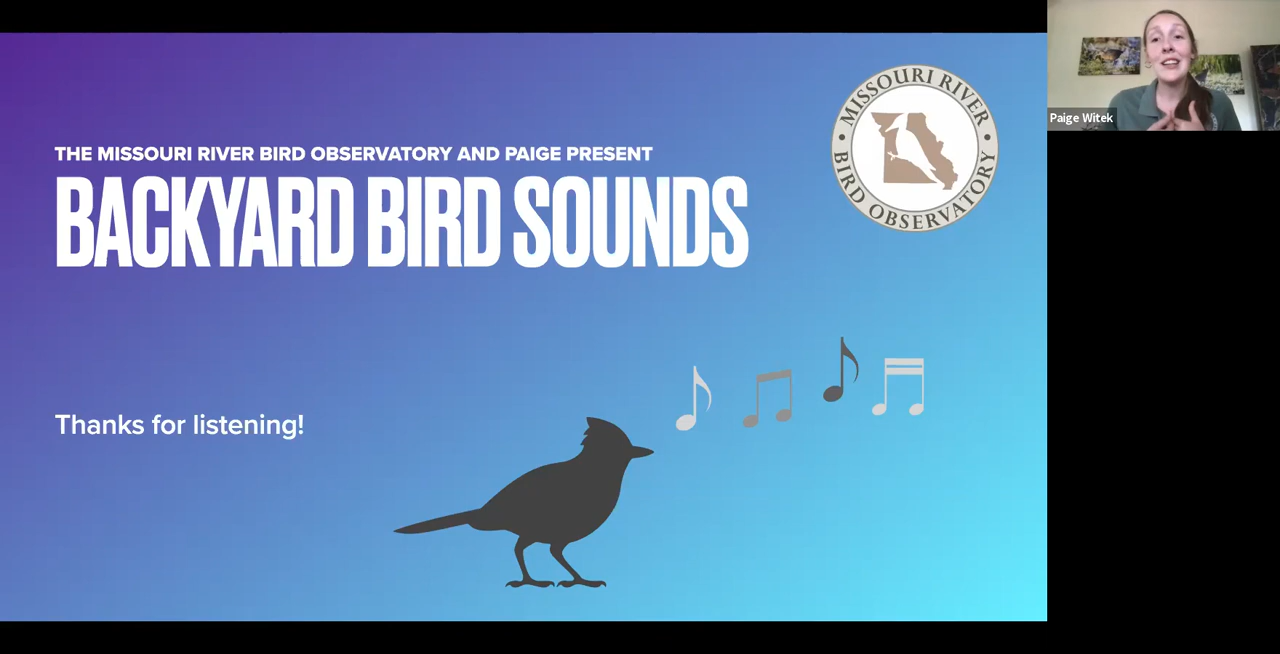 THE MISSOURI RIVER BIRD OBSERVATORY AND PAIGE PRESENT
BACKYARD BIRD SOUNDS
MISSOURI RIVER
BIRD OBSERVATORY
Thanks for listening!
Paige Witek